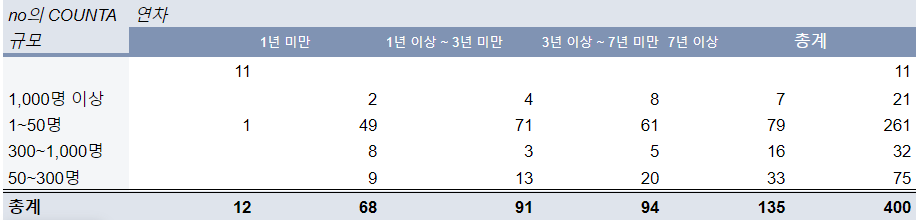 no의 COUNTA 연차
규모 1년 미만 1년 이상 ~ 3년 미만 3년 이상 ~ 7년 미만 7년 이상 총계
11 11
1,000명 이상 2 4 8 7 21
1~50명 1 49 71 61 79 261
300~1,000명 8 3 5 16 32
50~300명 9 13 20 33 75
총계 12 68 91 94 135 400